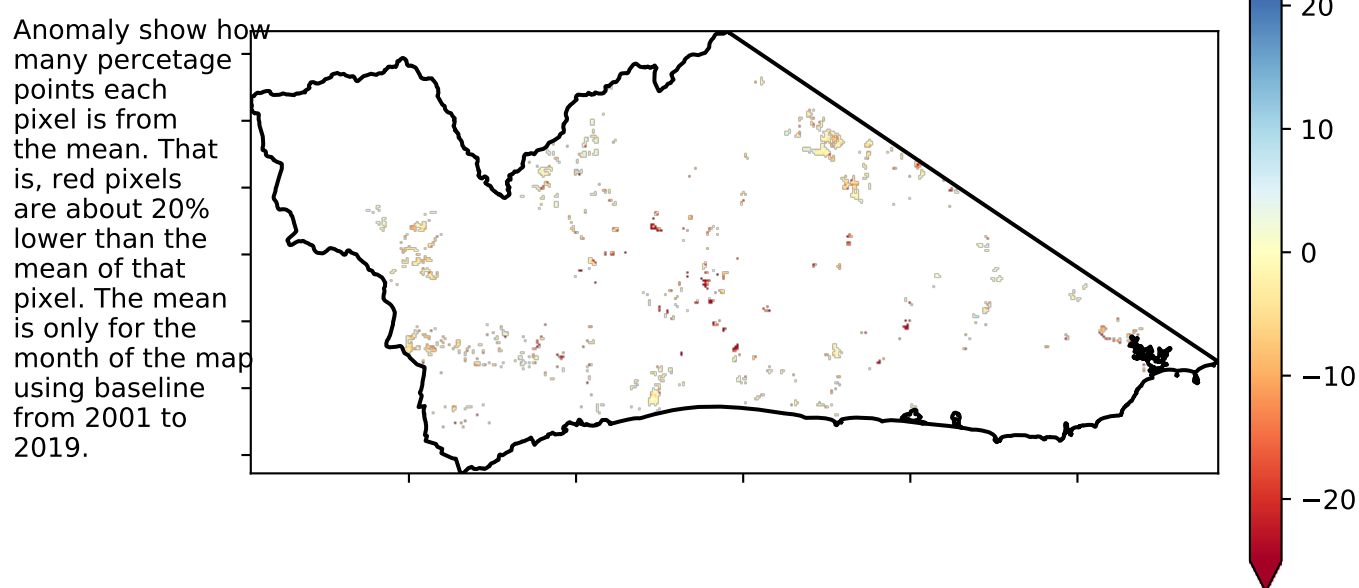 Anomaly show how
many percetage
points each
pixel is from
the mean. That
is, red pixels
are about 20%
lower than the
mean of that
pixel. The mean
is only for the
month of the map
using baseline
from 2001 to
2019.
20
10
0
−10
−20